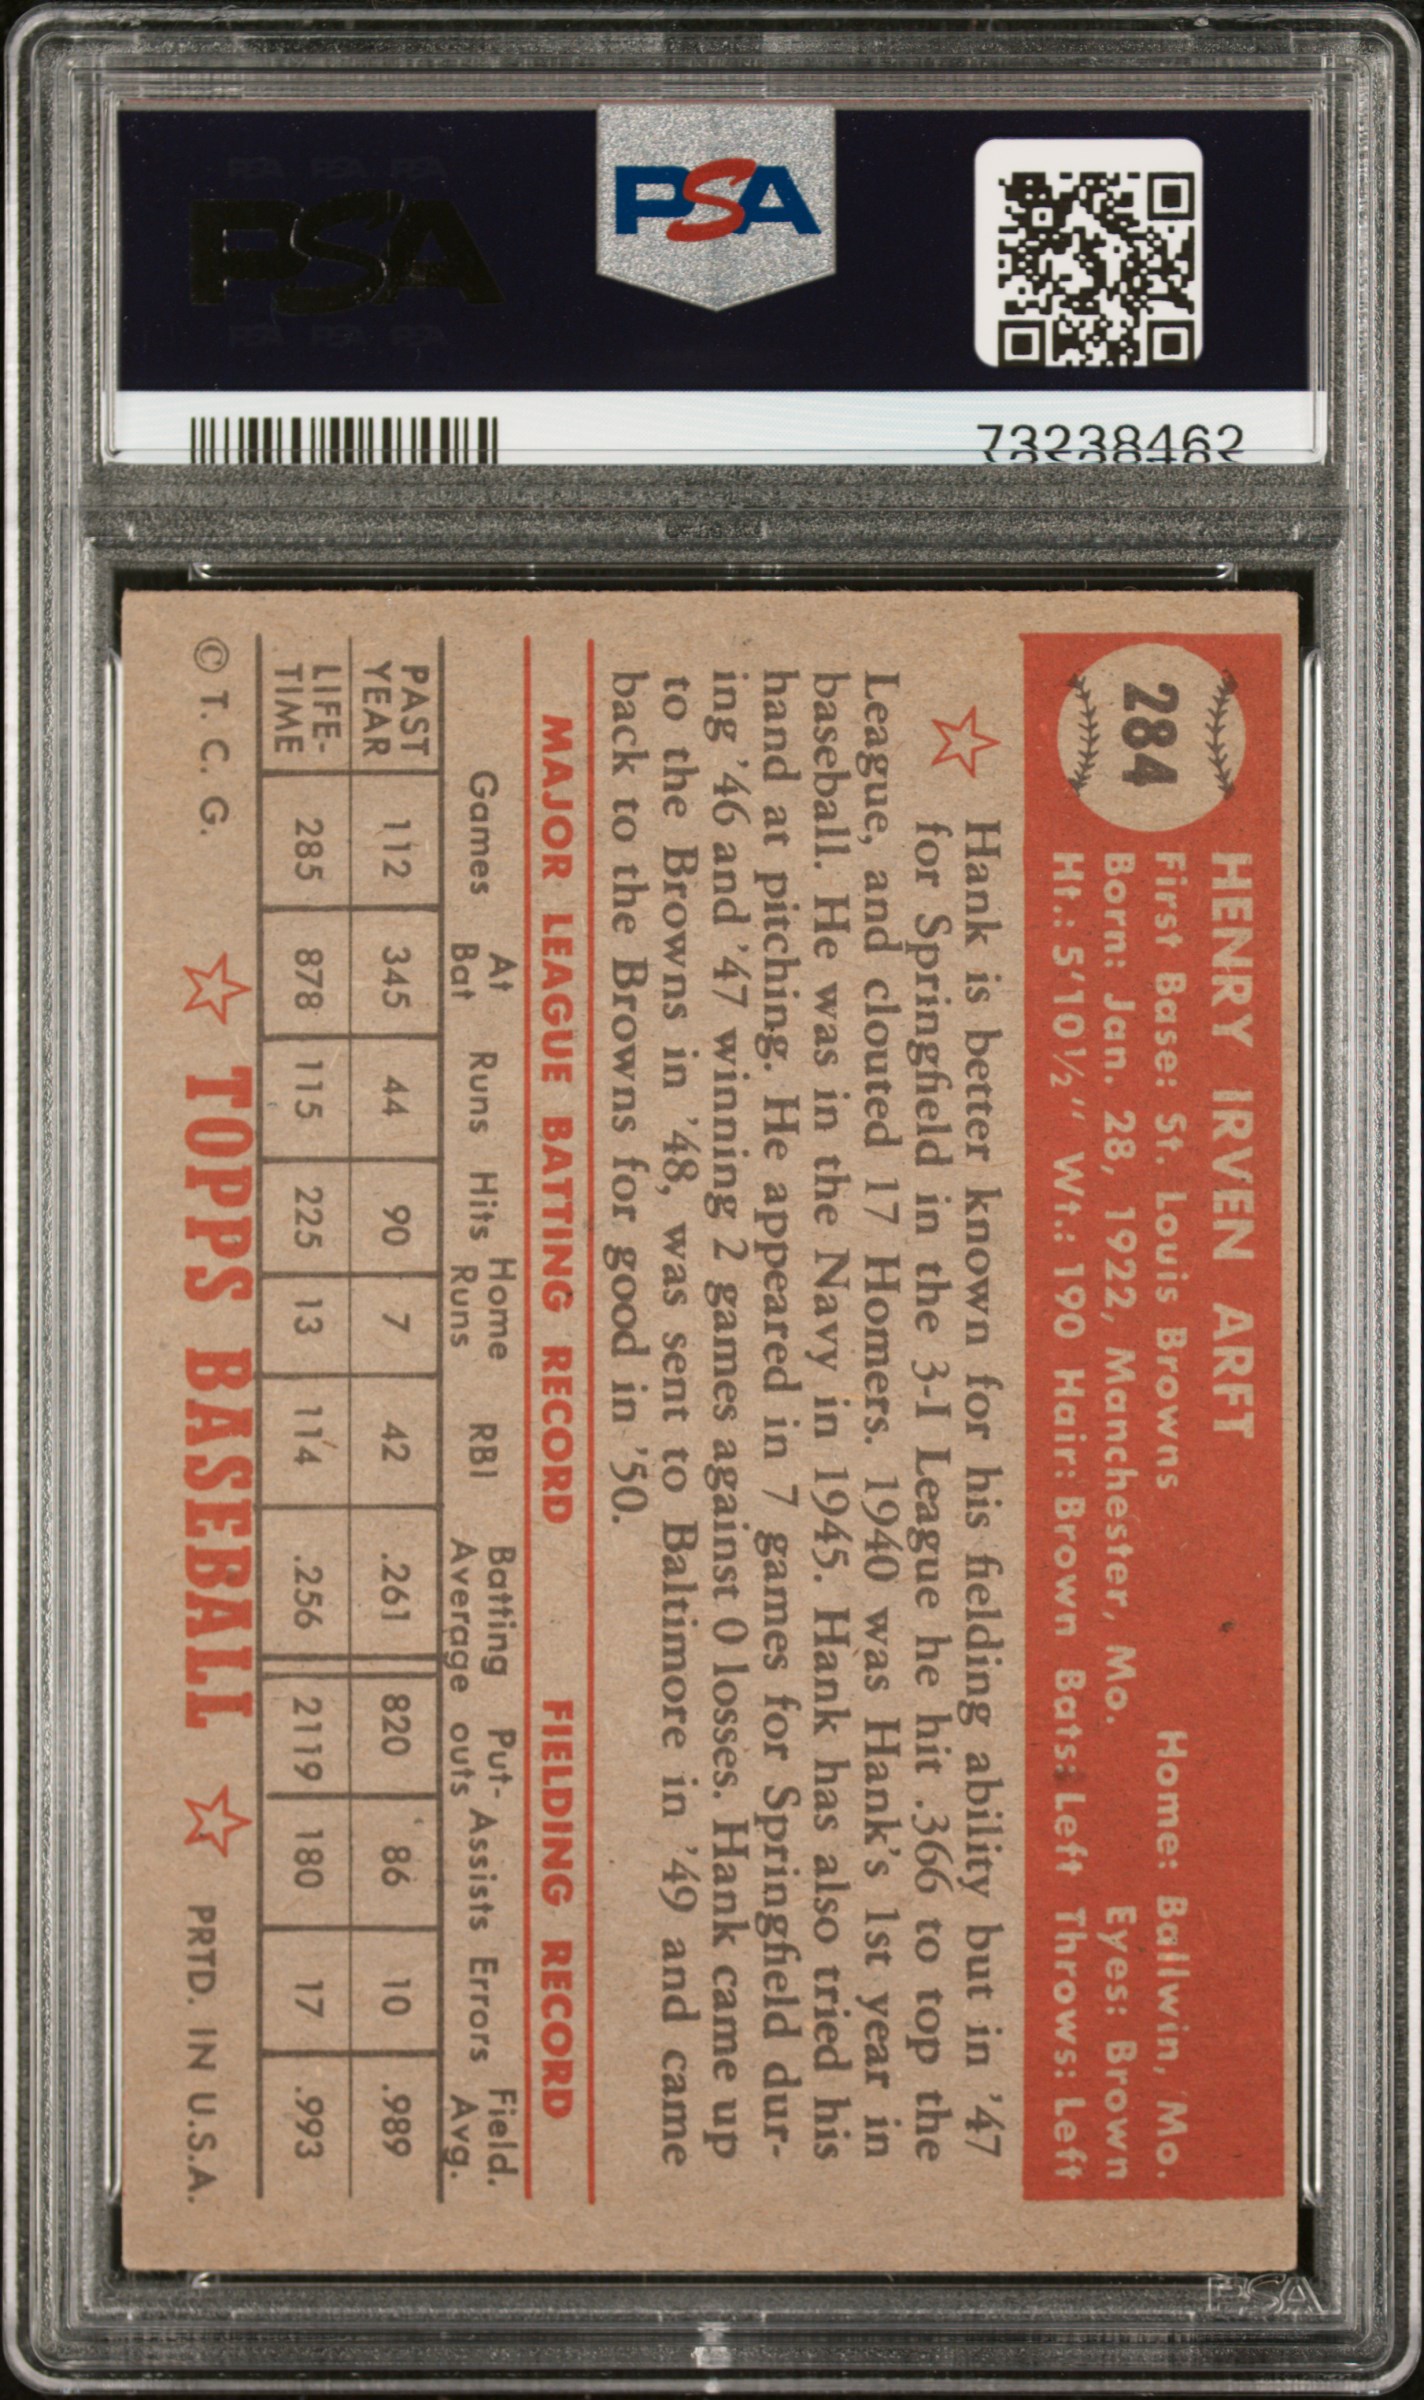 PSA PSA PSA
PSA
PSA PSA PSA
PSA
73238462
284
HENRY IRVEN ARFT
First Base: St. Louis Browns Home: Ballwin, Mo.
Born: Jan. 28, 1922, Manchester, Mo. Eyes: Brown
Ht.: 5'10½" Wt.: 190 Hair: Brown Bats: Left Throws: Left
Hank is better known for his fielding ability but in '47
for Springfield in the 3-I League he hit .366 to top the
League, and clouted 17 Homers. 1940 was Hank's 1st year in
baseball. He was in the Navy in 1945. Hank has also tried his
hand at pitching. He appeared in 7 games for Springfield dur-
ing '46 and '47 winning 2 games against 0 losses. Hank came up
to the Browns in '48, was sent to Baltimore in '49 and came
back to the Browns for good in '50.
MAJOR LEAGUE BATTING RECORD FIELDING RECORD
Games At Bat Runs Hits Home Runs RBI Batting Average Put-outs Assists Errors Field. Avg.
PAST YEAR 112 345 44 90 7 42 .261 820 86 10 .989
LIFE-TIME 285 878 115 225 13 114 .256 2119 180 17 .993
© T. C. G. TOPPS BASEBALL PRTD. IN U.S.A.
PSA